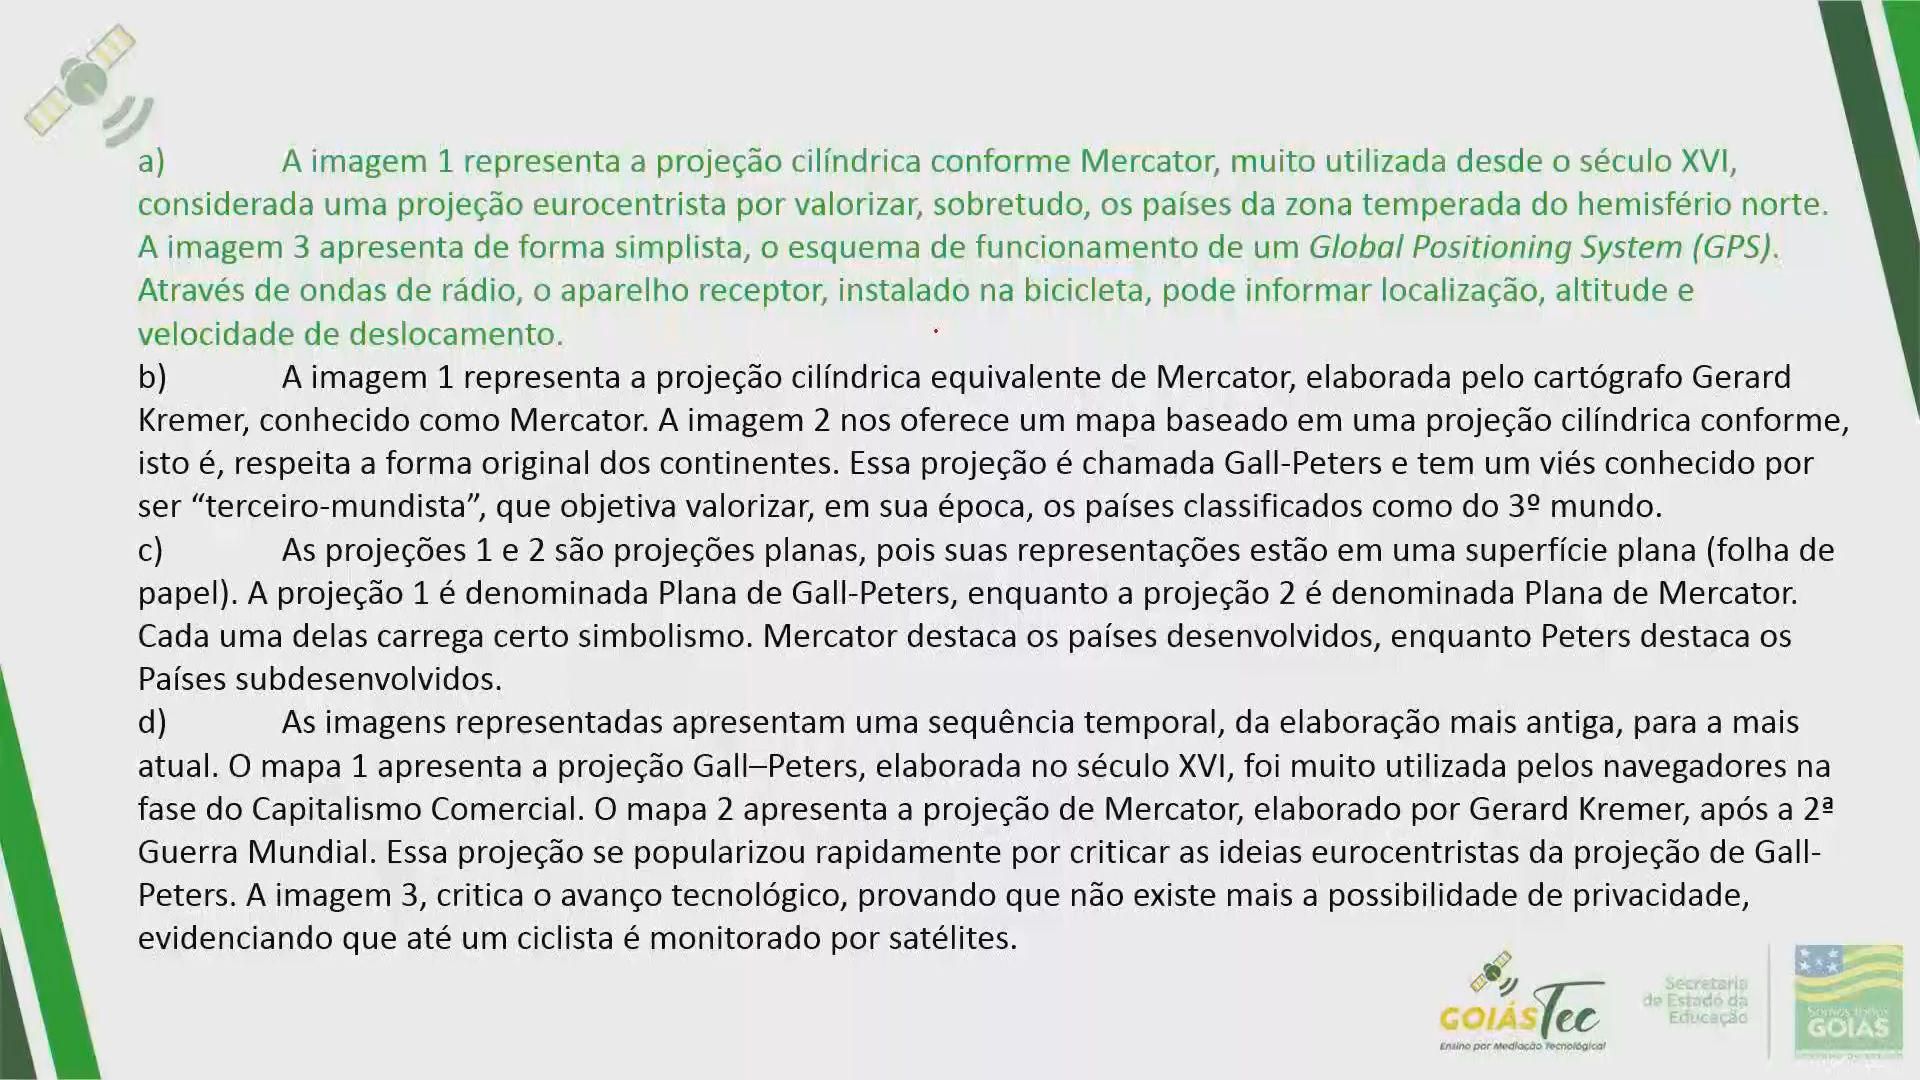 a) A imagem 1 representa a projeção cilíndrica conforme Mercator, muito utilizada desde o século XVI,
considerada uma projeção eurocentrista por valorizar, sobretudo, os países da zona temperada do hemisfério norte.
A imagem 3 apresenta de forma simplista, o esquema de funcionamento de um Global Positioning System (GPS).
Através de ondas de rádio, o aparelho receptor, instalado na bicicleta, pode informar localização, altitude e
velocidade de deslocamento.
b) A imagem 1 representa a projeção cilíndrica equivalente de Mercator, elaborada pelo cartógrafo Gerard
Kremer, conhecido como Mercator. A imagem 2 nos oferece um mapa baseado em uma projeção cilíndrica conforme,
isto é, respeita a forma original dos continentes. Essa projeção é chamada Gall-Peters e tem um viés conhecido por
ser “terceiro-mundista”, que objetiva valorizar, em sua época, os países classificados como do 3º mundo.
c) As projeções 1 e 2 são projeções planas, pois suas representações estão em uma superfície plana (folha de
papel). A projeção 1 é denominada Plana de Gall-Peters, enquanto a projeção 2 é denominada Plana de Mercator.
Cada uma delas carrega certo simbolismo. Mercator destaca os países desenvolvidos, enquanto Peters destaca os
Países subdesenvolvidos.
d) As imagens representadas apresentam uma sequência temporal, da elaboração mais antiga, para a mais
atual. O mapa 1 apresenta a projeção Gall–Peters, elaborada no século XVI, foi muito utilizada pelos navegadores na
fase do Capitalismo Comercial. O mapa 2 apresenta a projeção de Mercator, elaborado por Gerard Kremer, após a 2ª
Guerra Mundial. Essa projeção se popularizou rapidamente por criticar as ideias eurocentristas da projeção de Gall-
Peters. A imagem 3, critica o avanço tecnológico, provando que não existe mais a possibilidade de privacidade,
evidenciando que até um ciclista é monitorado por satélites.
GOIÁSTec
Ensino por Mediação Tecnológica!
Secretaria
de Estado da
Educação
Somos todos
GOIÁS